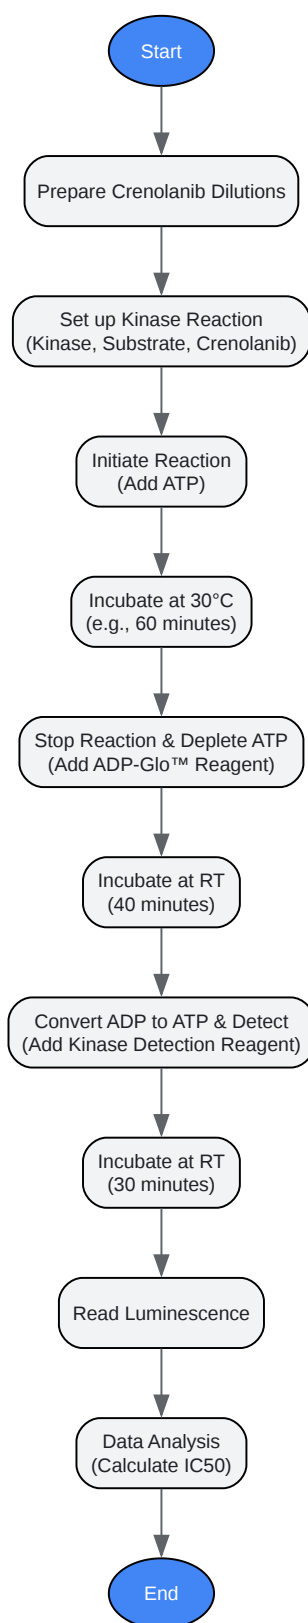 Start
Prepare Crenolanib Dilutions
Set up Kinase Reaction
(Kinase, Substrate, Crenolanib)
Initiate Reaction
(Add ATP)
Incubate at 30°C
(e.g., 60 minutes)
Stop Reaction & Deplete ATP
(Add ADP-Glo™ Reagent)
Incubate at RT
(40 minutes)
Convert ADP to ATP & Detect
(Add Kinase Detection Reagent)
Incubate at RT
(30 minutes)
Read Luminescence
Data Analysis
(Calculate IC50)
End